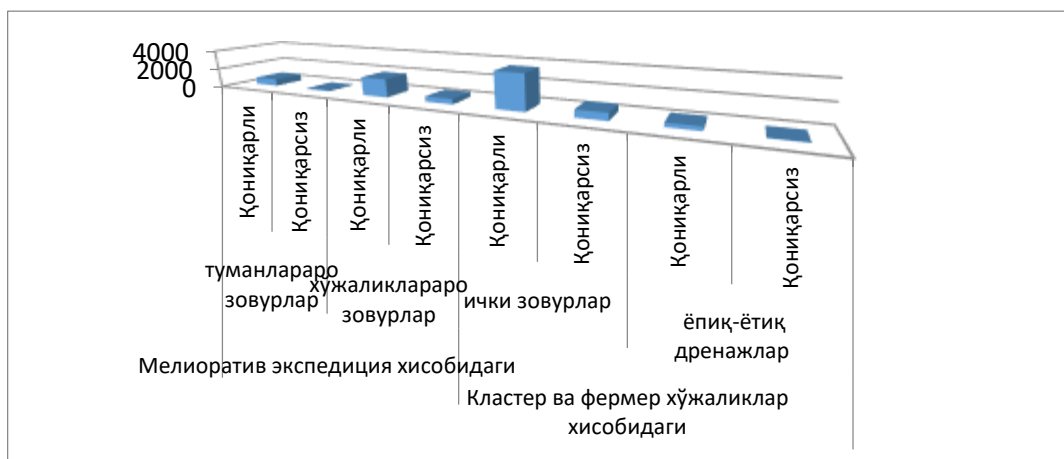 4000
2000
0
Қониқарли
Қониқарсиз
Қониқарли
Қониқарсиз
Қониқарли
Қониқарсиз
Қониқарли
Қониқарсиз
туманлараро
зовурлар
хўжаликлараро
зовурлар
ички зовурлар
ёпиқ-ётиқ
дренажлар
Мелиоратив экспедиция хисобидаги
Кластер ва фермер хўжаликлар
хисобидаги